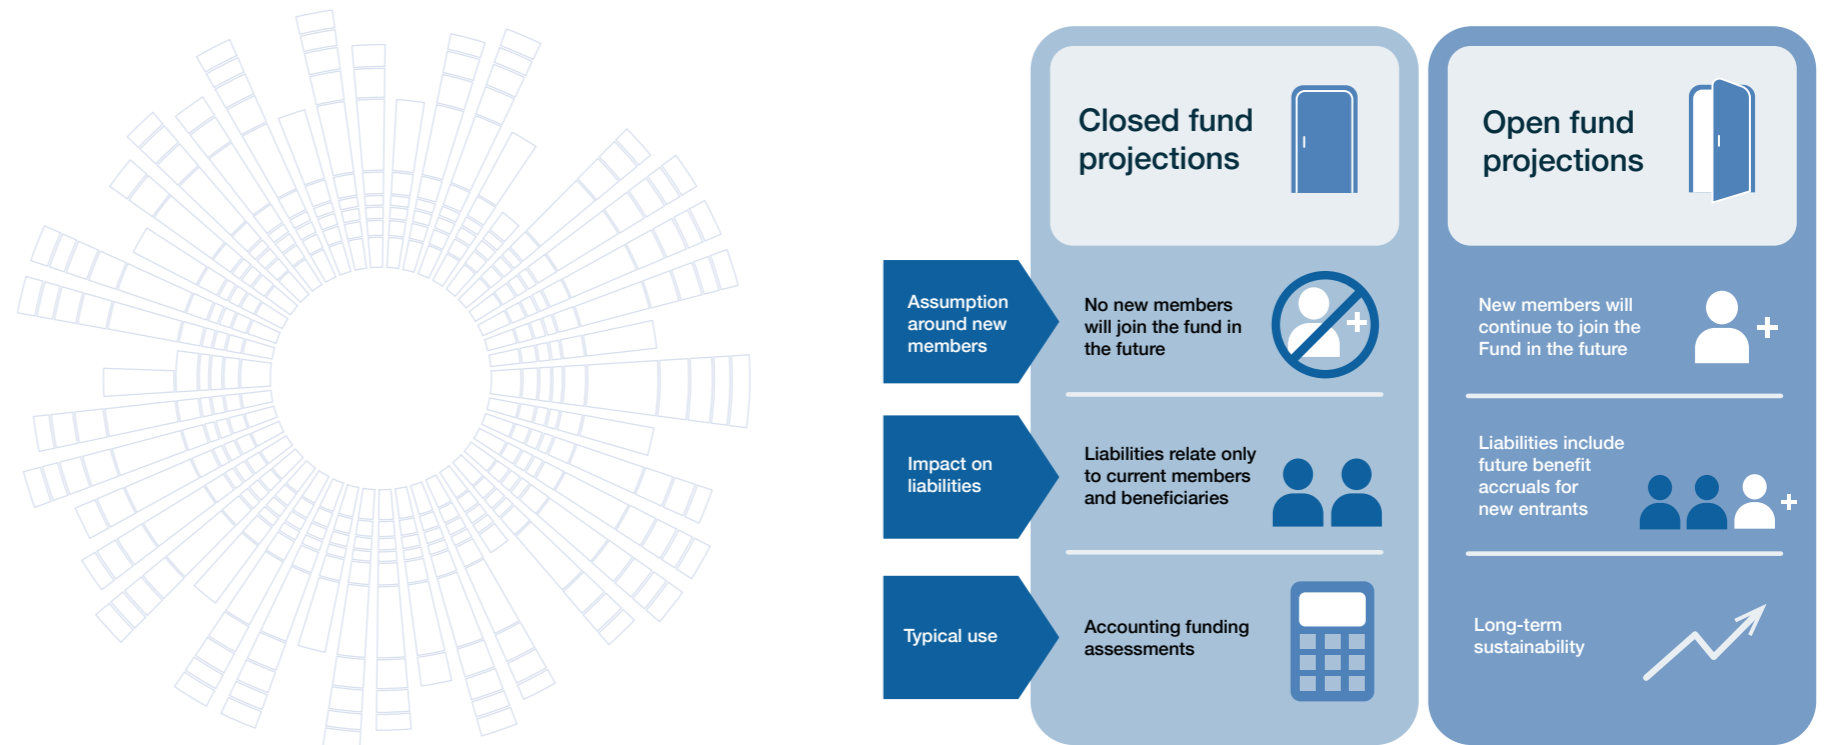 Closed fund
projections
Open fund
projections
Assumption
around new
members
No new members
will join the fund in
the future
New members will
continue to join the
Fund in the future
Impact on
liabilities
Liabilities relate only
to current members
and beneficiaries
Liabilities include
future benefit
accruals for
new entrants
Typical use
Accounting funding
assessments
Long-term
sustainability